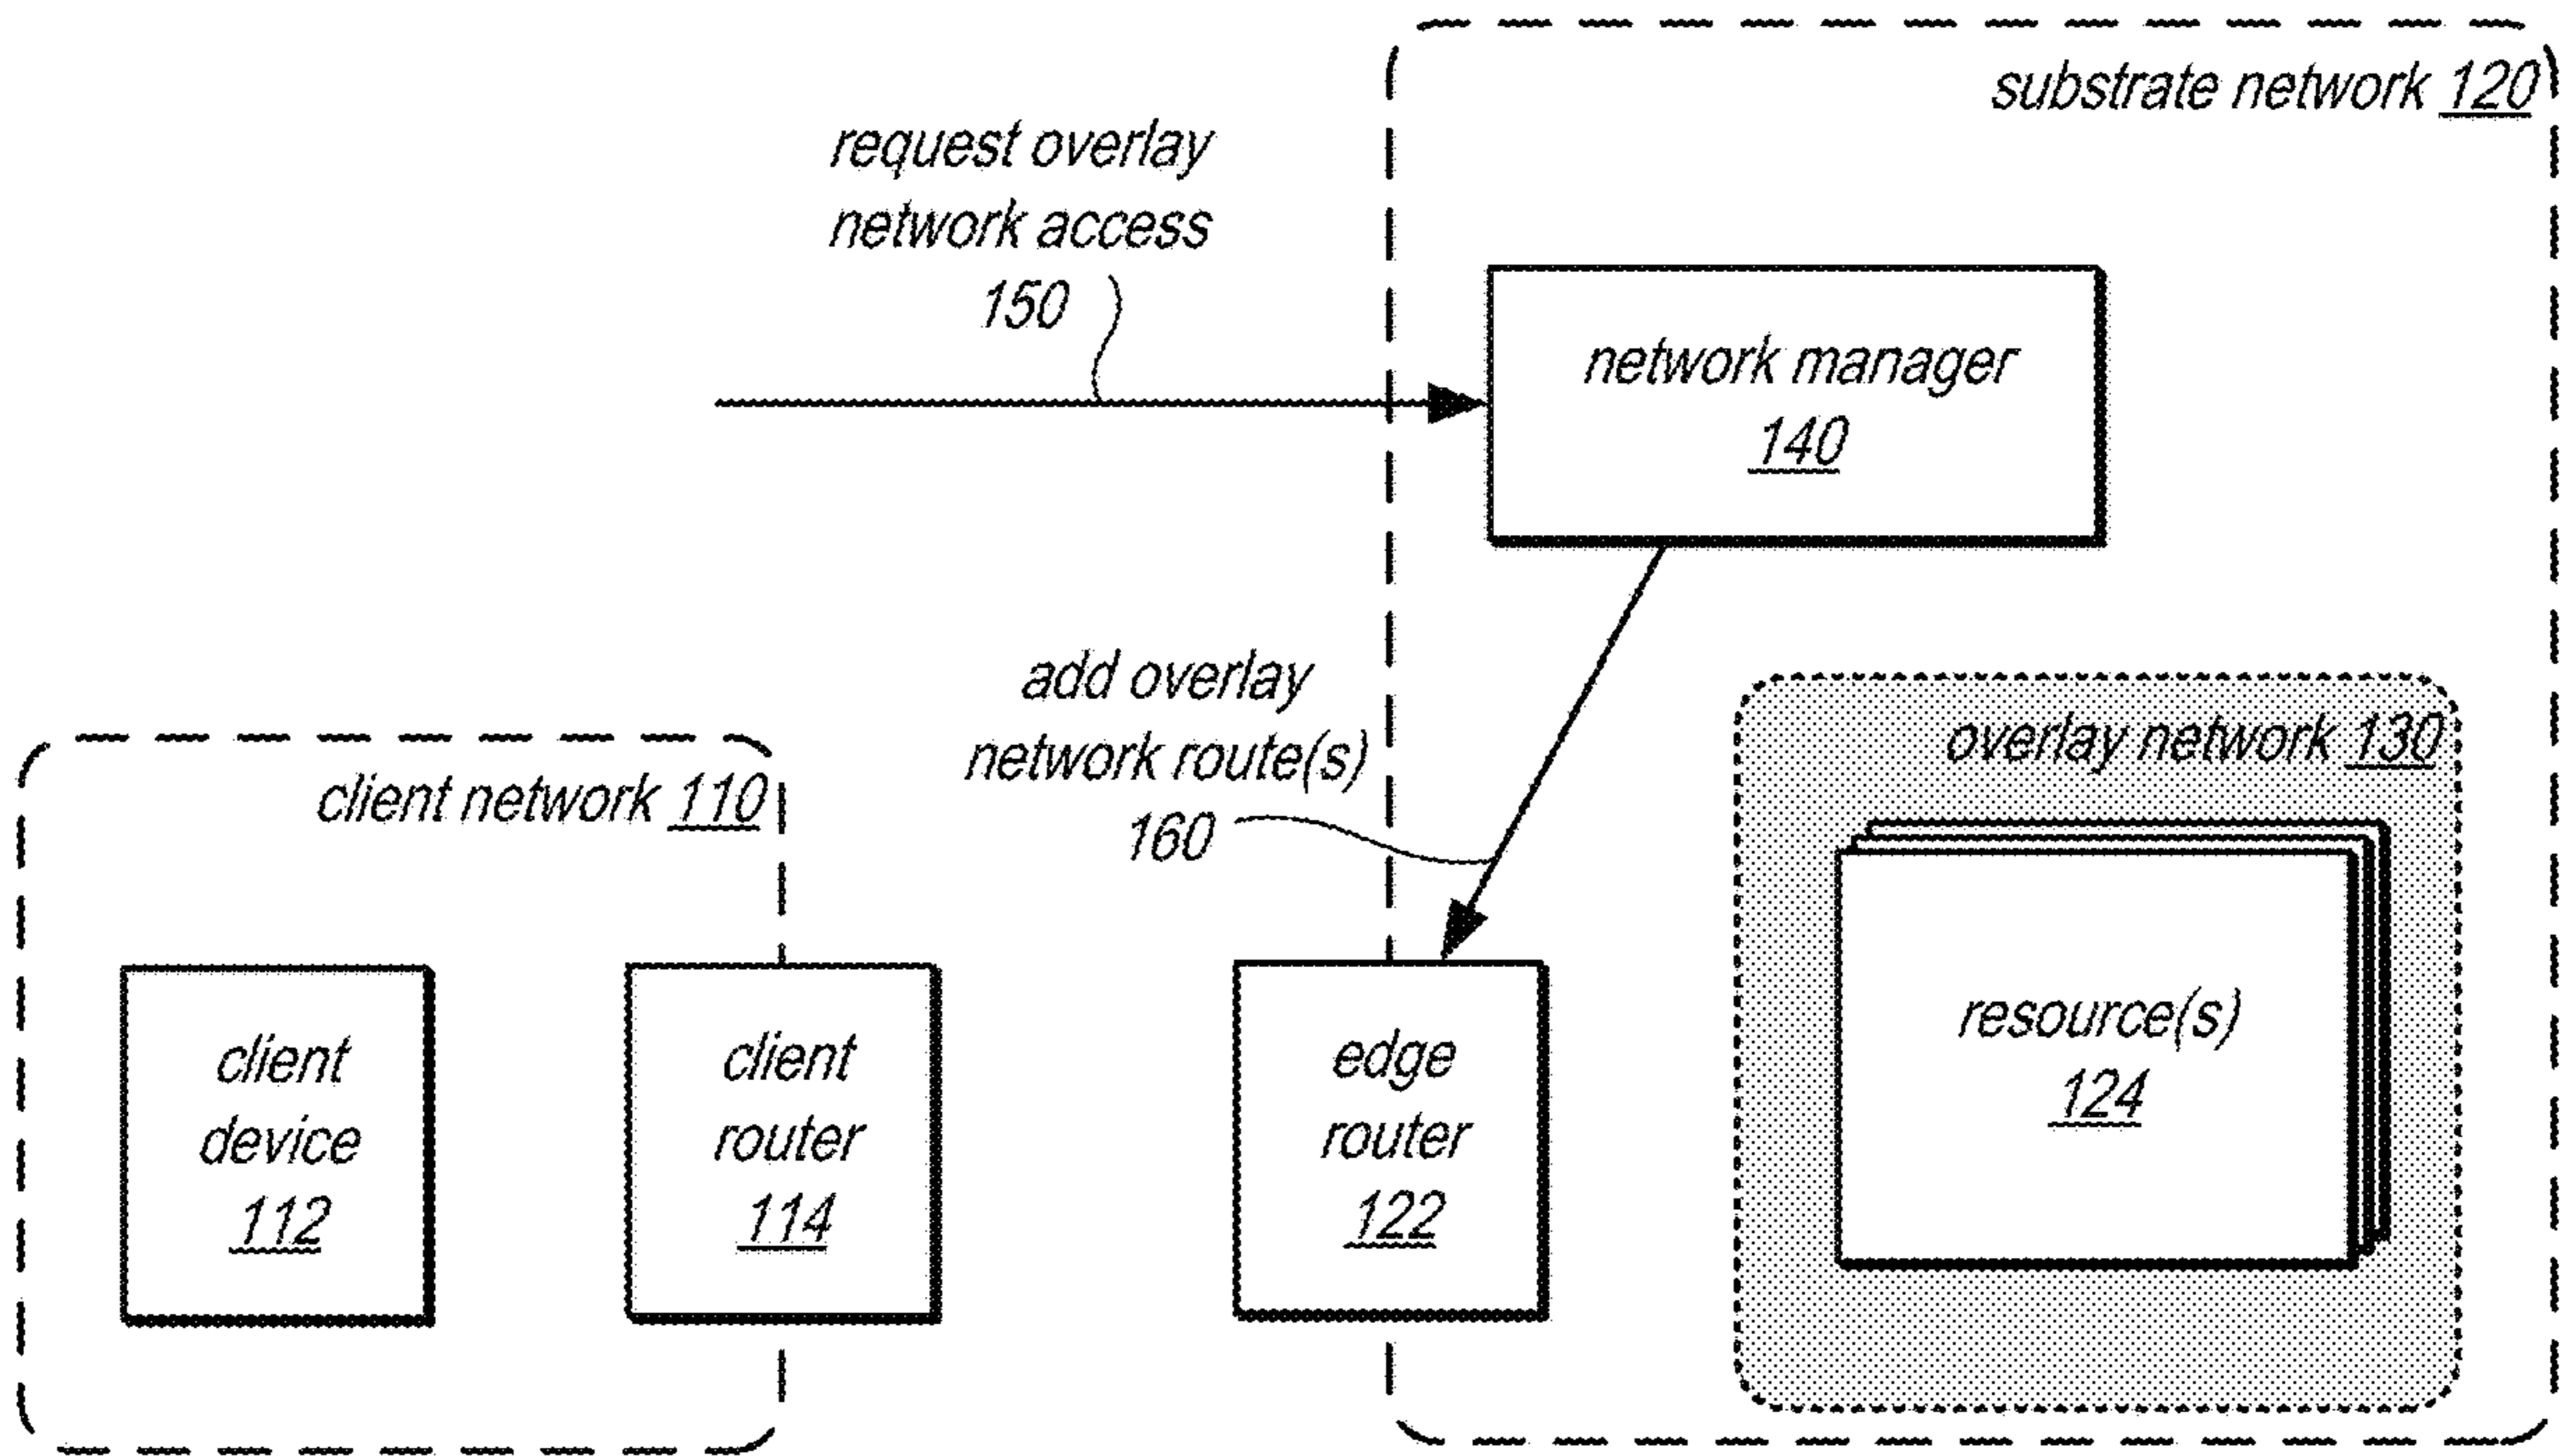 substrate network 120
request overlay
network access
150
network manager
140
add overlay
network route(s)
160
overlay network 130
client network 110
client
device
112
client
router
114
edge
router
122
resource(s)
124